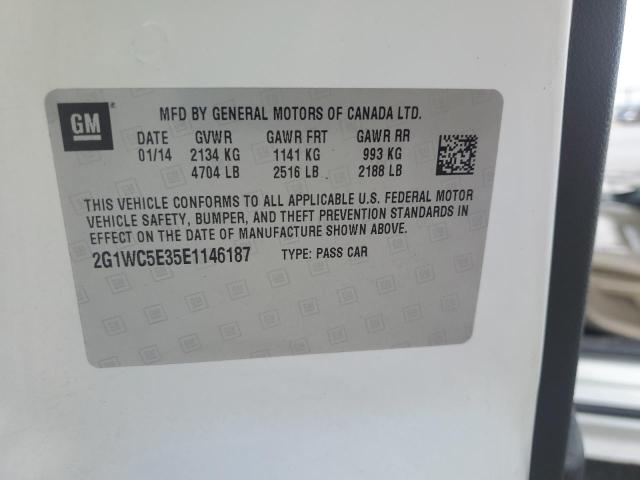 GM
MFD BY GENERAL MOTORS OF CANADA LTD.
DATE GVWR GAWR FRT GAWR RR
01/14 2134 KG 1141 KG 993 KG
4704 LB 2516 LB 2188 LB
THIS VEHICLE CONFORMS TO ALL APPLICABLE U.S. FEDERAL MOTOR
VEHICLE SAFETY, BUMPER, AND THEFT PREVENTION STANDARDS IN
EFFECT ON THE DATE OF MANUFACTURE SHOWN ABOVE.
2G1WC5E35E1146187 TYPE: PASS CAR